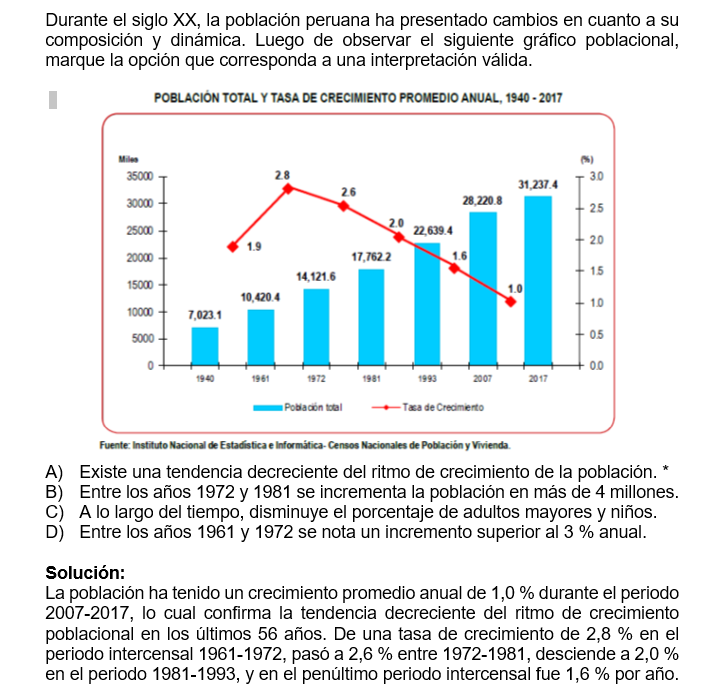 Durante el siglo XX, la población peruana ha presentado cambios en cuanto a su
composición y dinámica. Luego de observar el siguiente gráfico poblacional,
marque la opción que corresponda a una interpretación válida.
POBLACIÓN TOTAL Y TASA DE CRECIMIENTO PROMEDIO ANUAL, 1940 - 2017
Miles
(%)
35000
30000
25000
20000
15000
10000
5000
0
3.0
2.5
2.0
1.5
1.0
0.5
0.0
7,023.1
10,420.4
14,121.6
17,762.2
22,639.4
28,220.8
31,237.4
1.9
2.8
2.6
2.0
1.6
1.0
1940 1961 1972 1981 1993 2007 2017
Población total Tasa de Crecimiento
Fuente: Instituto Nacional de Estadística e Informática- Censos Nacionales de Población y Vivienda.
A) Existe una tendencia decreciente del ritmo de crecimiento de la población. *
B) Entre los años 1972 y 1981 se incrementa la población en más de 4 millones.
C) A lo largo del tiempo, disminuye el porcentaje de adultos mayores y niños.
D) Entre los años 1961 y 1972 se nota un incremento superior al 3 % anual.
Solución:
La población ha tenido un crecimiento promedio anual de 1,0 % durante el periodo
2007-2017, lo cual confirma la tendencia decreciente del ritmo de crecimiento
poblacional en los últimos 56 años. De una tasa de crecimiento de 2,8 % en el
periodo intercensal 1961-1972, pasó a 2,6 % entre 1972-1981, desciende a 2,0 %
en el periodo 1981-1993, y en el penúltimo periodo intercensal fue 1,6 % por año.